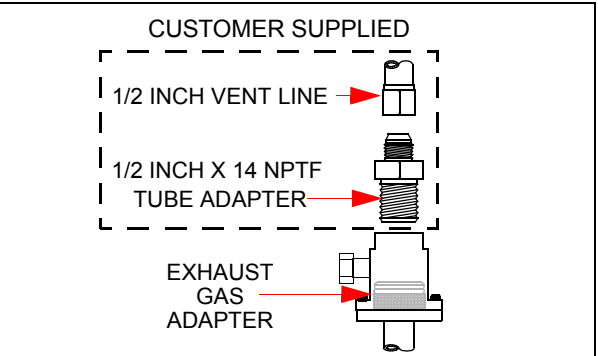 CUSTOMER SUPPLIED
1/2 INCH VENT LINE
1/2 INCH X 14 NPTF
TUBE ADAPTER
EXHAUST
GAS
ADAPTER